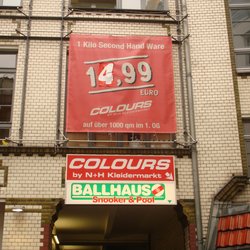 1 Kilo Second Hand Ware
14,99
EURO
COLOURS
auf über 1000 qm im 1. OG
COLOURS
by N+H Kleidermarkt
BALLHAUS
Snooker & Pool